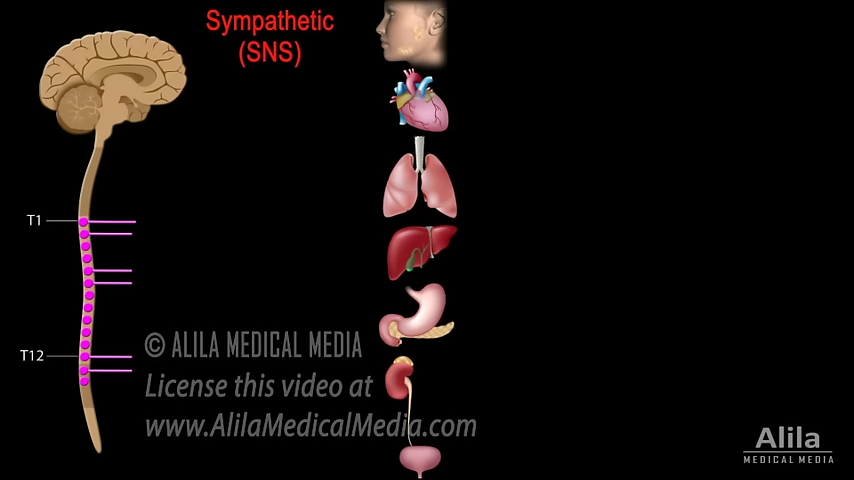 Sympathetic
(SNS)
T1
T12
© ALILA MEDICAL MEDIA
License this video at
www.AlilaMedicalMedia.com
Alila
MEDICAL MEDIA